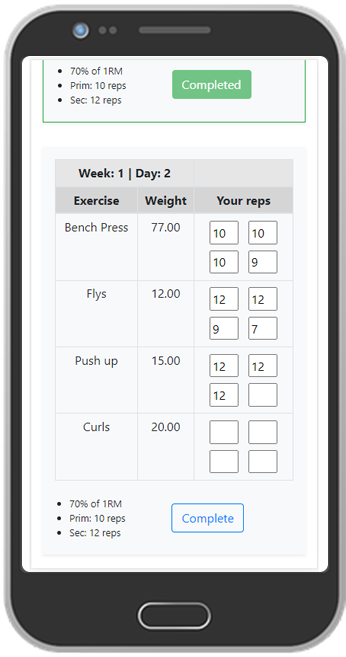 70% of 1RM
Prim: 10 reps
Sec: 12 reps
Completed
Week: 1 | Day: 2
Exercise Weight Your reps
Bench Press 77.00 10 10
10 9
Flys 12.00 12 12
9 7
Push up 15.00 12 12
12
Curls 20.00
70% of 1RM
Prim: 10 reps
Sec: 12 reps
Complete